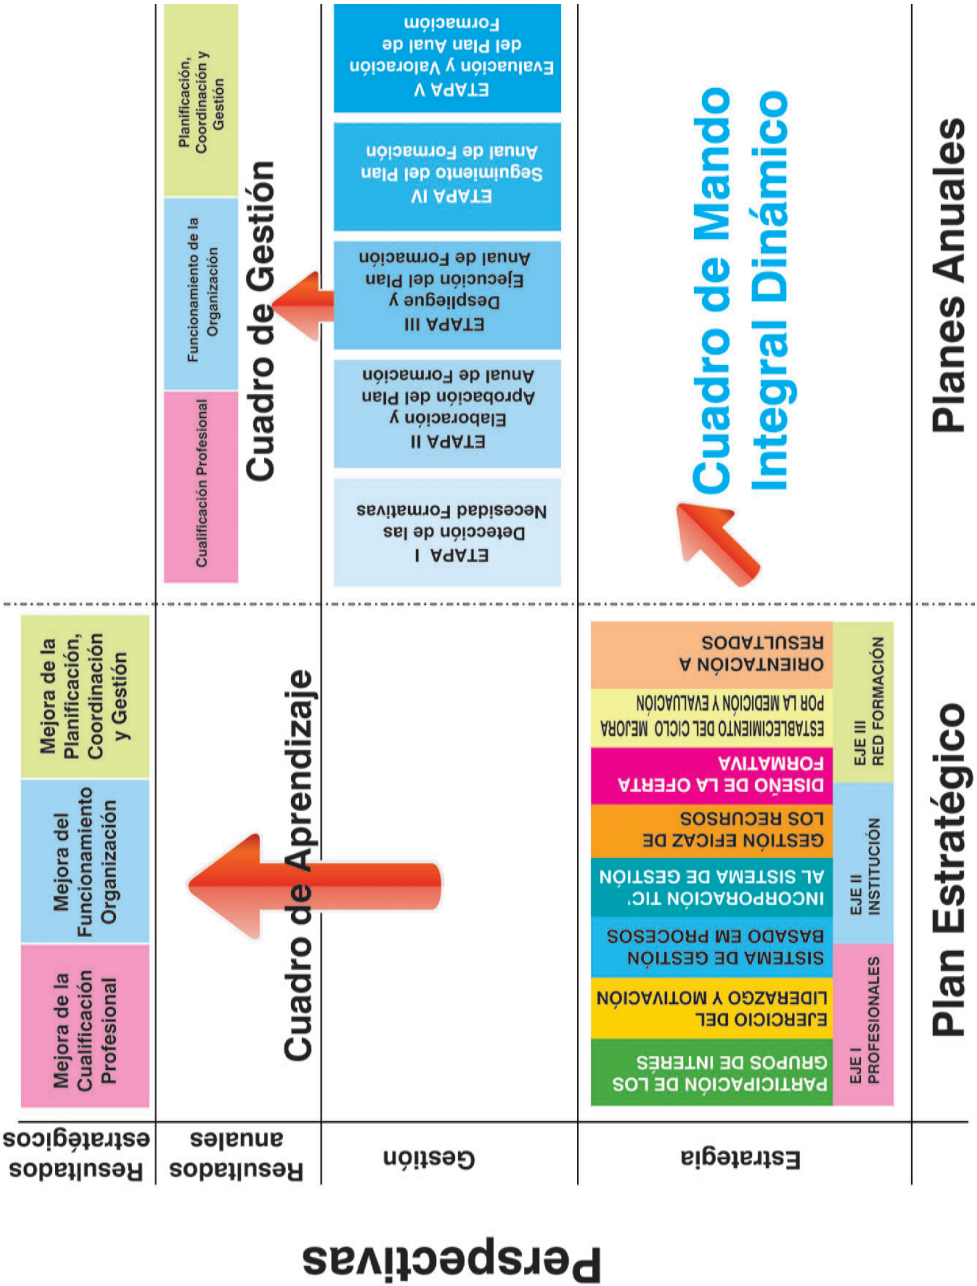 Perspectivas
Resultados
estratégicos
Mejora de la
Cualificación
Profesional
Mejora del
Funcionamiento
Organización
Mejora de la
Planificación,
Coordinación
y Gestión
Resultados
anuales
Cuadro de Aprendizaje
Cualificación Profesional
Funcionamiento de la
Organización
Planificación,
Coordinación y
Gestión
Cuadro de Gestión
Gestión
ETAPA I
Detección de las
Necesidad Formativas
ETAPA II
Elaboración y
Aprobación del Plan
Anual de Formación
ETAPA III
Despliegue y
Ejecución del Plan
Anual de Formación
ETAPA IV
Seguimiento del Plan
Anual de Formación
ETAPA V
Evaluación y Valoración
del Plan Aual de
Formacióm
Estrategia
PARTICIPACIÓN DE LOS
GRUPOS DE INTERÉS
EJERCICIO DEL
LIDERAZGO Y MOTIVACIÓN
SISTEMA DE GESTIÓN
BASADO EM PROCESOS
INCORPORACIÓN TIC'
AL SISTEMA DE GESTIÓN
GESTIÓN EFICAZ DE
LOS RECURSOS
DISEÑO DE LA OFERTA
FORMATIVA
ESTABLECIMIENTO DEL CICLO MEJORA
POR LA MEDICIÓN Y EVALUACIÓN
ORIENTACIÓN A
RESULTADOS
EJE I
PROFESIONALES
EJE II
INSTITUCIÓN
EJE III
RED FORMACIÓN
Cuadro de Mando
Integral Dinámico
Plan Estratégico
Planes Anuales